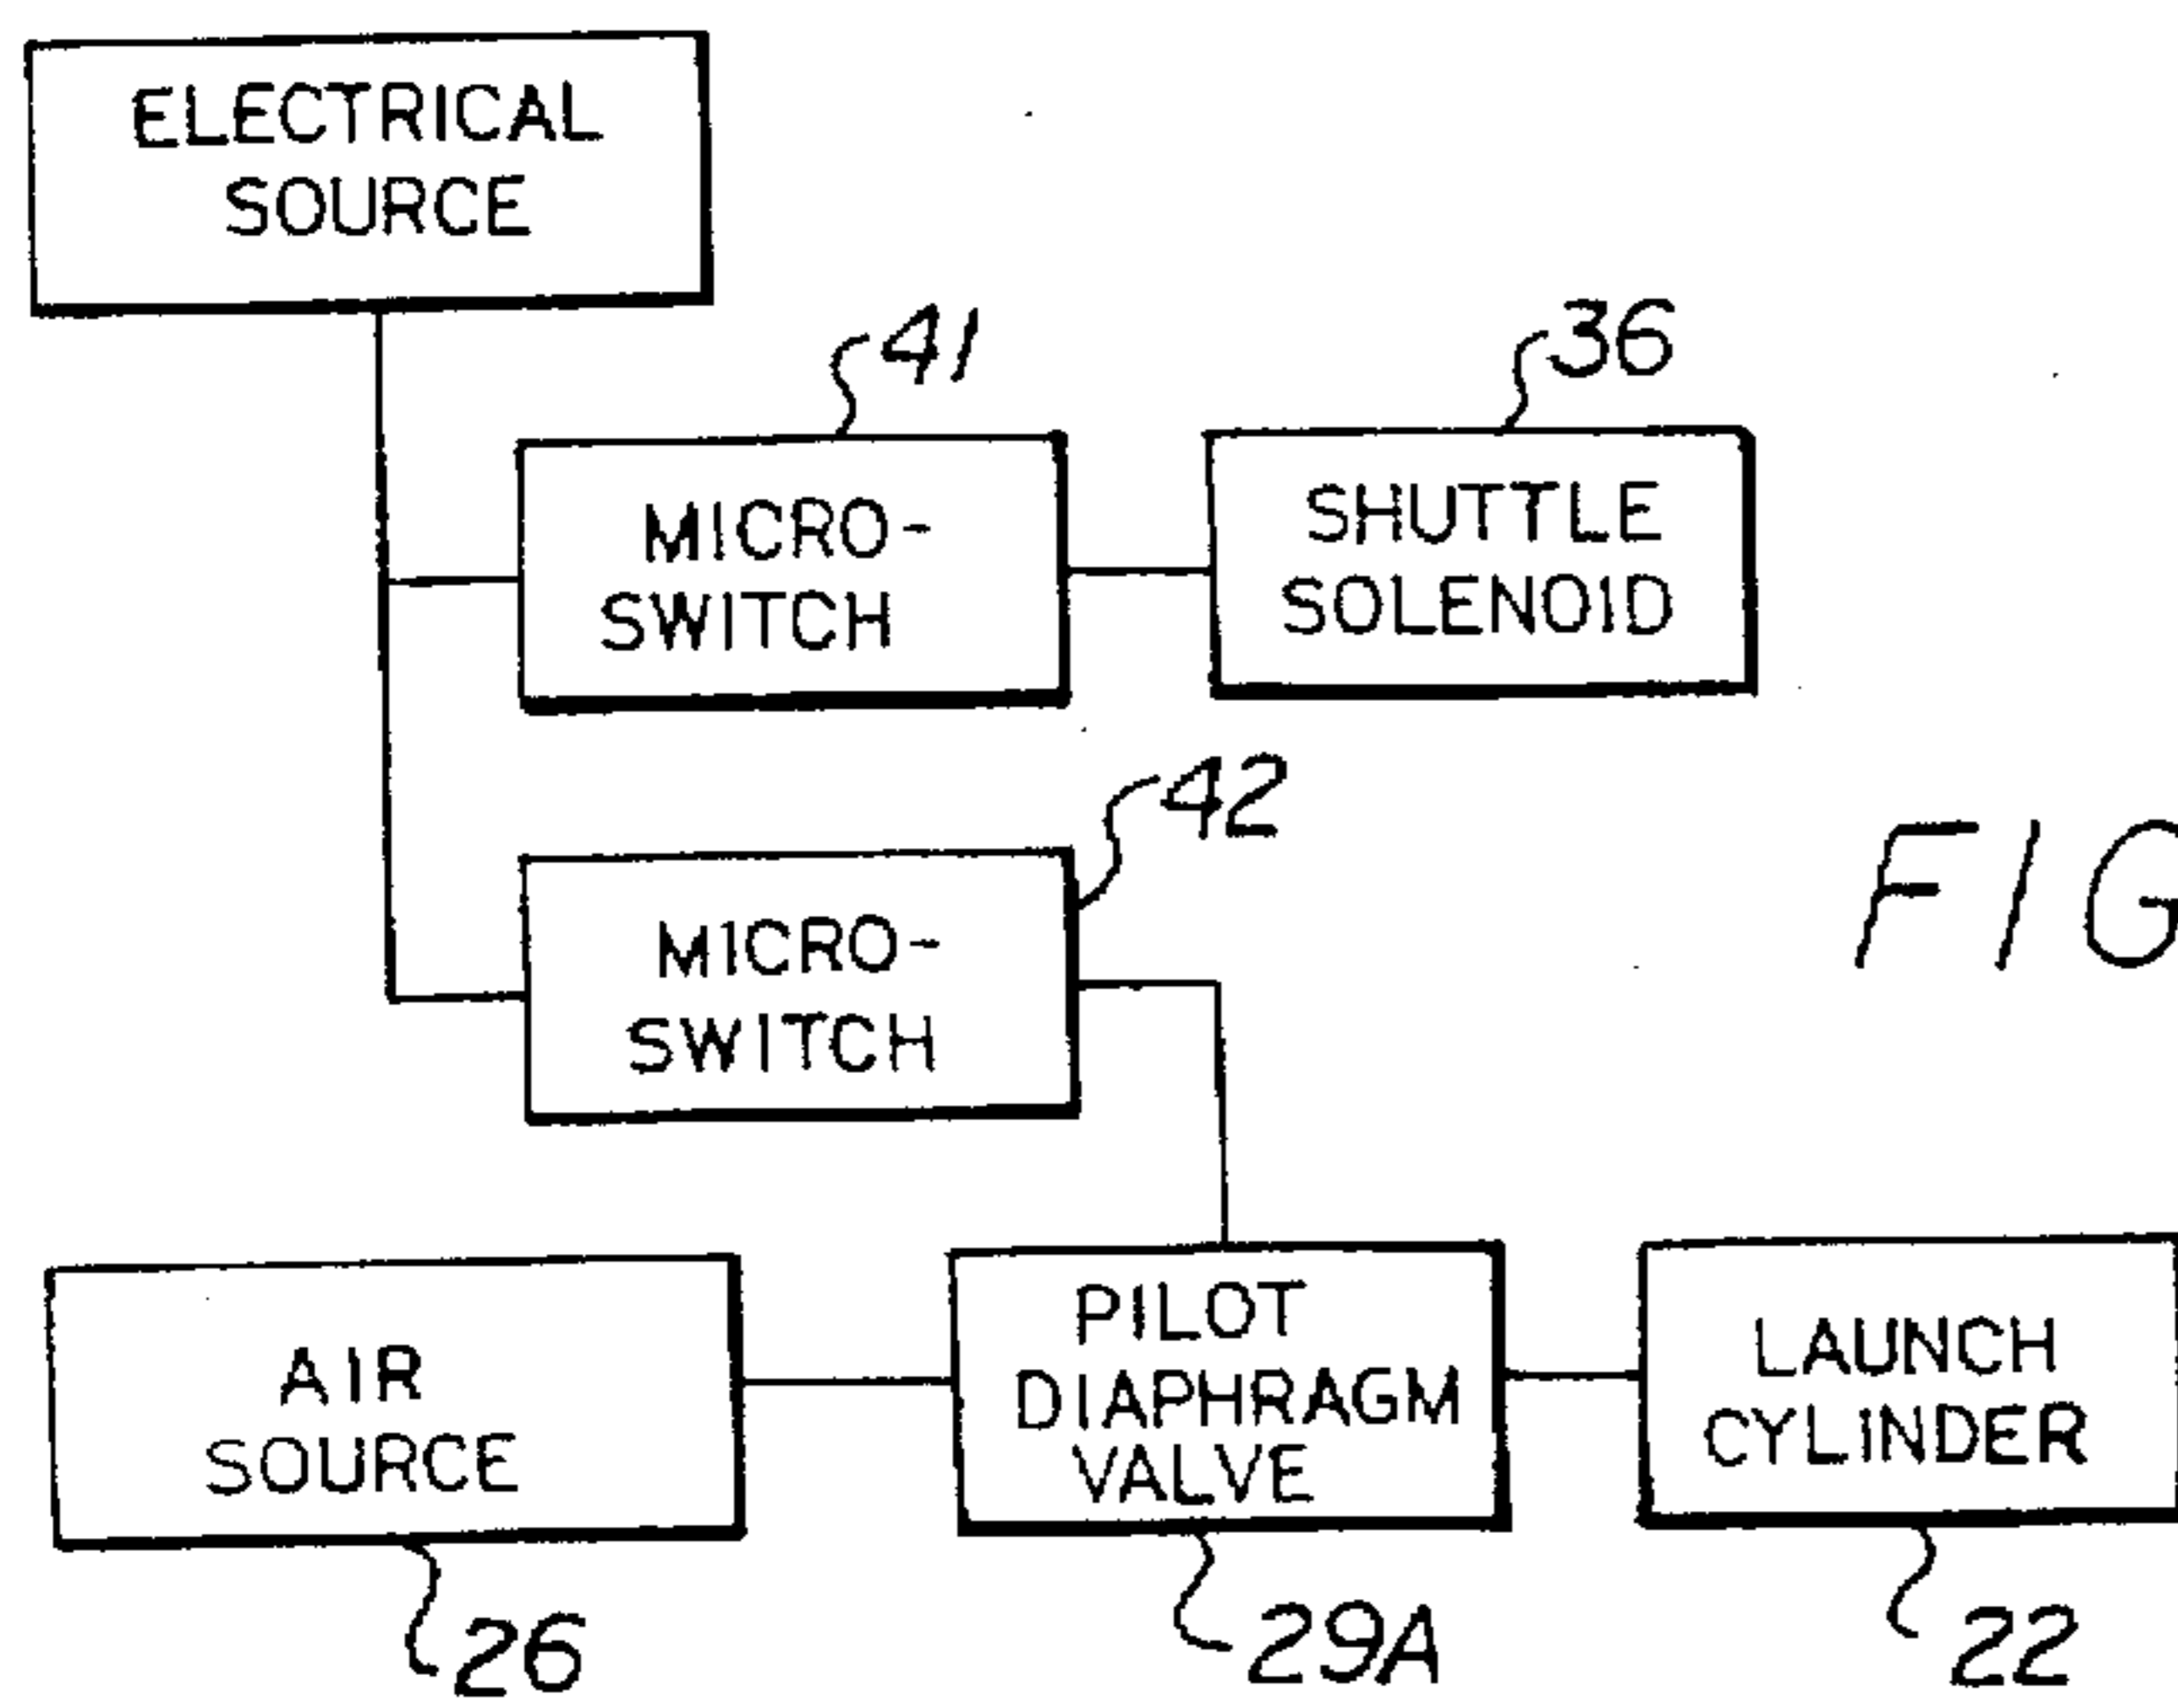 ELECTRICAL
SOURCE
41
36
MICRO-
SWITCH
SHUTTLE
SOLENOID
42
FIG
MICRO-
SWITCH
AIR
SOURCE
PILOT
DIAPHRAGM
VALVE
LAUNCH
CYLINDER
26
29A
22